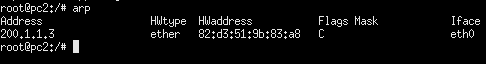 root@pc2:/# arp
Address HWtype HWaddress Flags Mask Iface
200.1.1.3 ether 82:d3:51:9b:83:a8 C eth0
root@pc2:/#